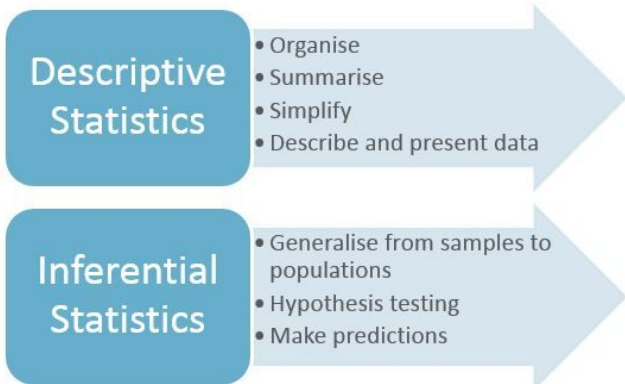 Descriptive
Statistics
• Organise
• Summarise
• Simplify
• Describe and present data
Inferential
Statistics
• Generalise from samples to
populations
• Hypothesis testing
• Make predictions